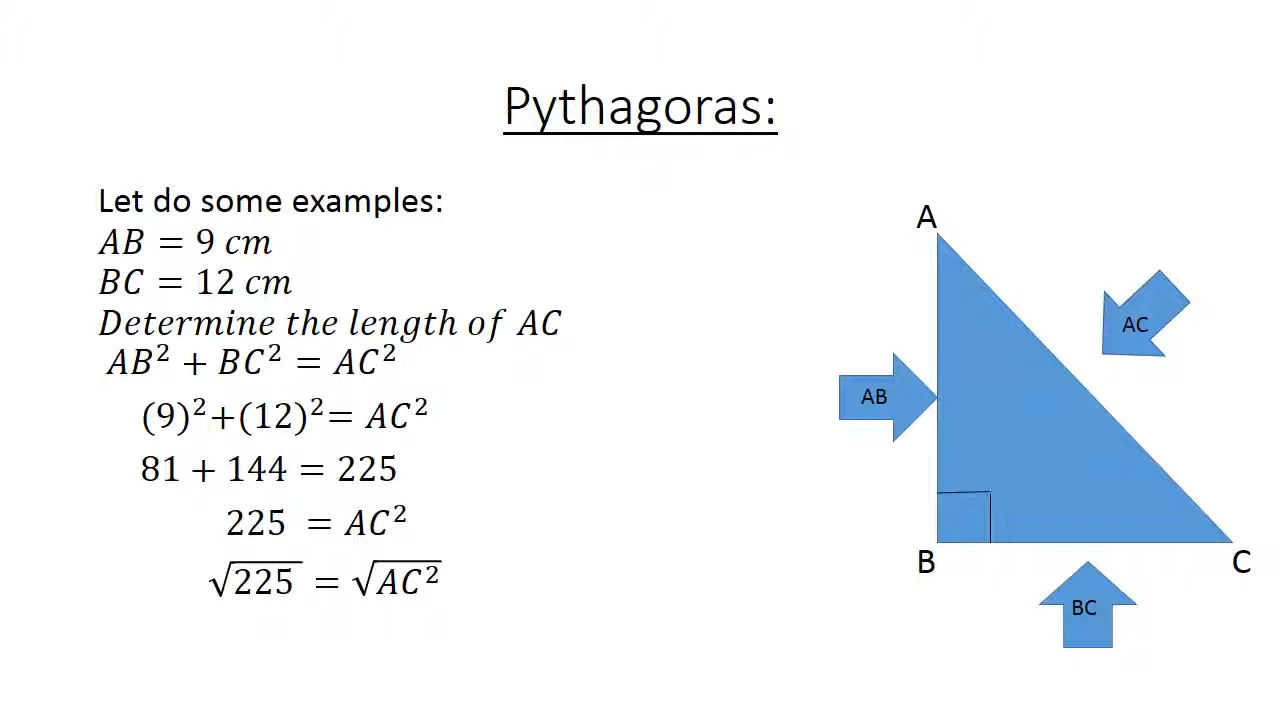 Pythagoras:
Let do some examples:
AB = 9 cm
BC = 12 cm
Determine the length of AC
AB² + BC² = AC²
(9)²+(12)²= AC²
81 + 144 = 225
225 = AC²
√225 = √AC²
A
AC
AB
B
C
BC